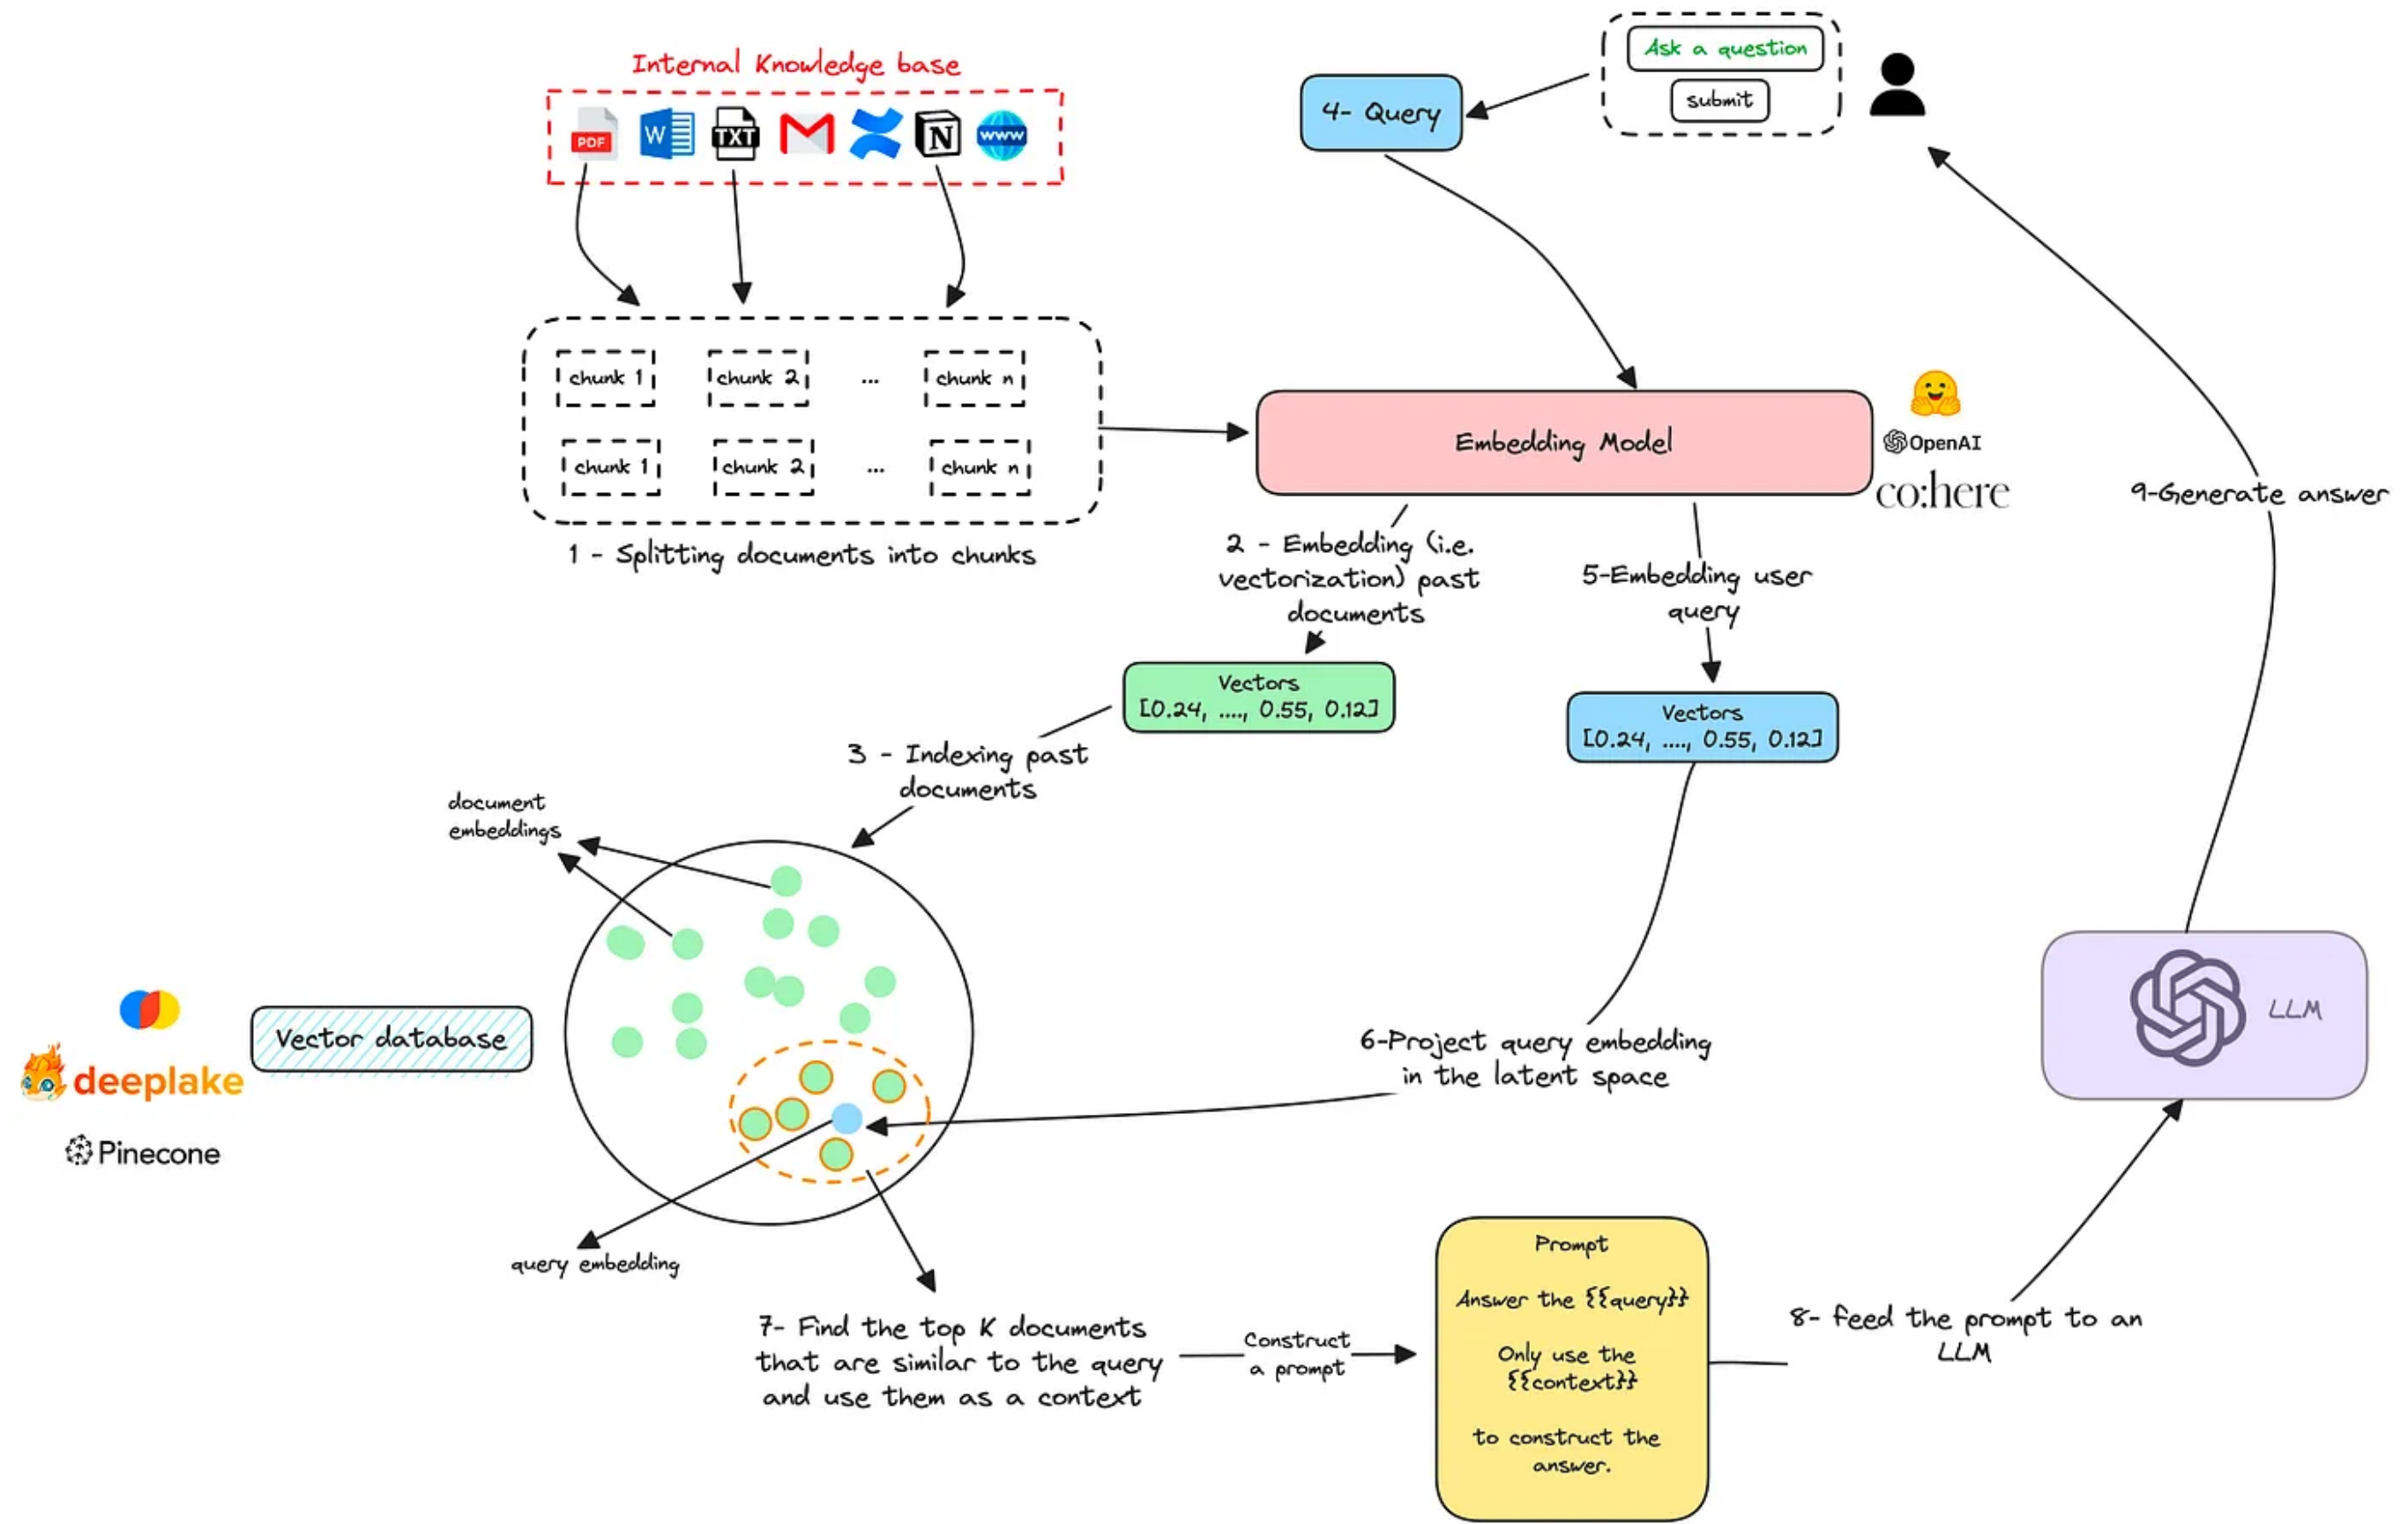 Internal Knowledge base
PDF
W
TXT
N
www
Ask a question
submit
4- Query
chunk 1
chunk 2
...
chunk n
chunk 1
chunk 2
...
chunk n
1 - Splitting documents into chunks
Embedding Model
OpenAI
co:here
2 - Embedding (i.e.
vectorization) past
documents
5-Embedding user
query
9-Generate answer
Vectors
[0.24, ...., 0.55, 0.12]
Vectors
[0.24, ...., 0.55, 0.12]
3 - Indexing past
documents
document
embeddings
Vector database
deeplake
Pinecone
6-Project query embedding
in the latent space
LLM
query embedding
7- Find the top K documents
that are similar to the query
and use them as a context
Construct
a prompt
Prompt
Answer the {{query}}
Only use the
{{context}}
to construct the
answer.
8- feed the prompt to an
LLM